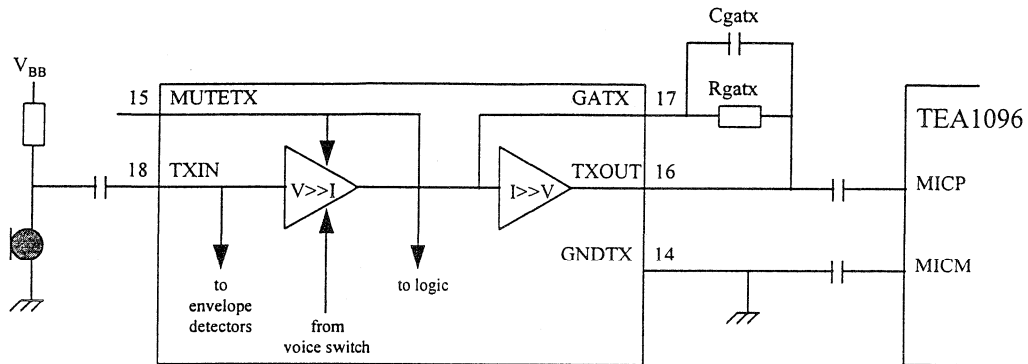 Cgatx
V_BB
15 MUTETX GATX 17 Rgatx
TEA1096
18 TXIN V>>I I>>V TXOUT 16 MICP
GNDTX 14 MICM
to
envelope
detectors
from
voice switch
to logic